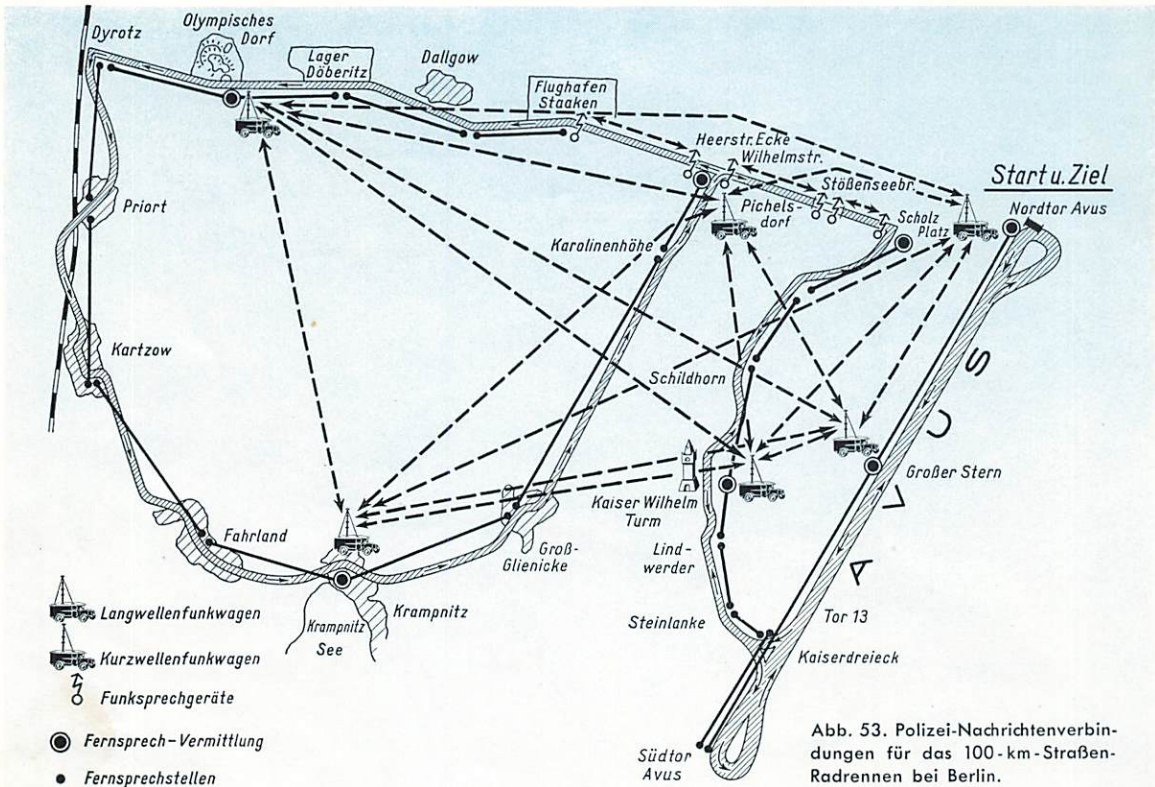 Dyrotz
Olympisches
Dorf
Lager
Döberitz
Dallgow
Flughafen
Staaken
Heerstr. Ecke
Wilhelmstr.
Stößenseebr.
Start u. Ziel
Nordtor Avus
Scholz
Platz
Pichels-
dorf
Karolinenhöhe
Priort
Kartzow
Schildhorn
AVUS
Großer Stern
Kaiser Wilhelm
Turm
Fahrland
Groß-
Glienicke
Lind-
werder
Krampnitz
Krampnitz
See
Steinlanke
Tor 13
Kaiserdreieck
Südtor
Avus
Langwellenfunkwagen
Kurzwellenfunkwagen
Funksprechgeräte
Fernsprech-Vermittlung
Fernsprechstellen
Abb. 53. Polizei-Nachrichtenverbin-
dungen für das 100-km-Straßen-
Radrennen bei Berlin.